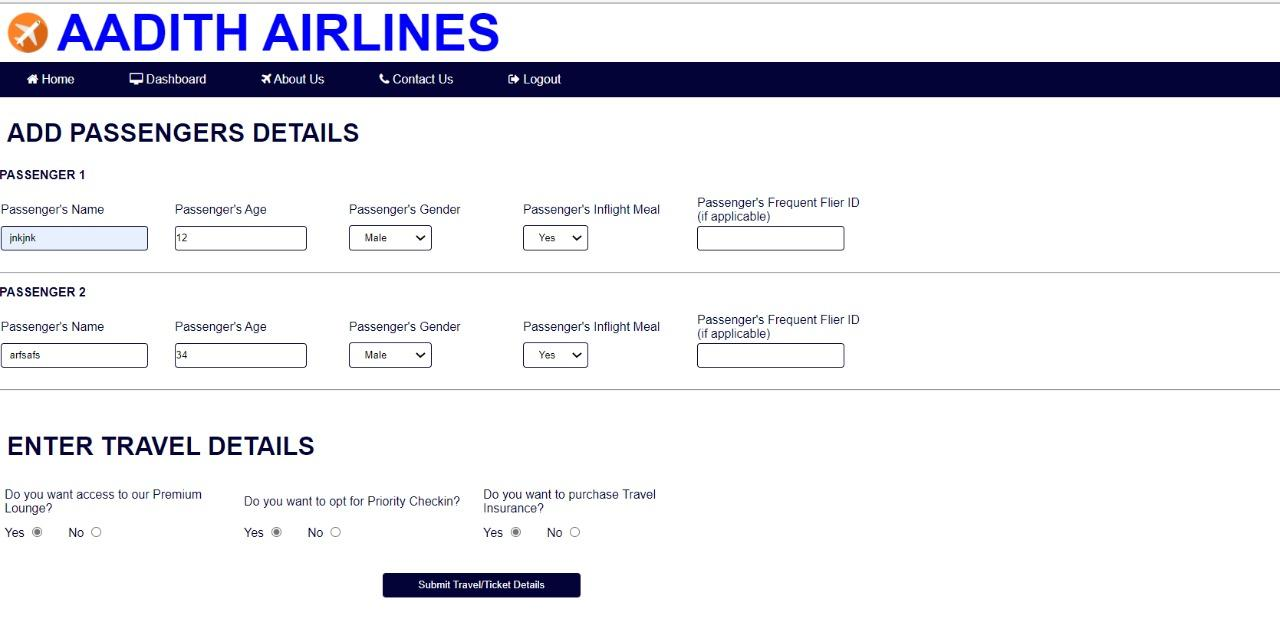 AADITH AIRLINES
Home Dashboard About Us Contact Us Logout
ADD PASSENGERS DETAILS
PASSENGER 1
Passenger's Name Passenger's Age Passenger's Gender Passenger's Inflight Meal Passenger's Frequent Flier ID
(if applicable)
jnkjnk 12 Male Yes
PASSENGER 2
Passenger's Name Passenger's Age Passenger's Gender Passenger's Inflight Meal Passenger's Frequent Flier ID
(if applicable)
arfsafs 34 Male Yes
ENTER TRAVEL DETAILS
Do you want access to our Premium
Lounge?
Do you want to opt for Priority Checkin?
Do you want to purchase Travel
Insurance?
Yes No Yes No Yes No
Submit Travel/Ticket Details